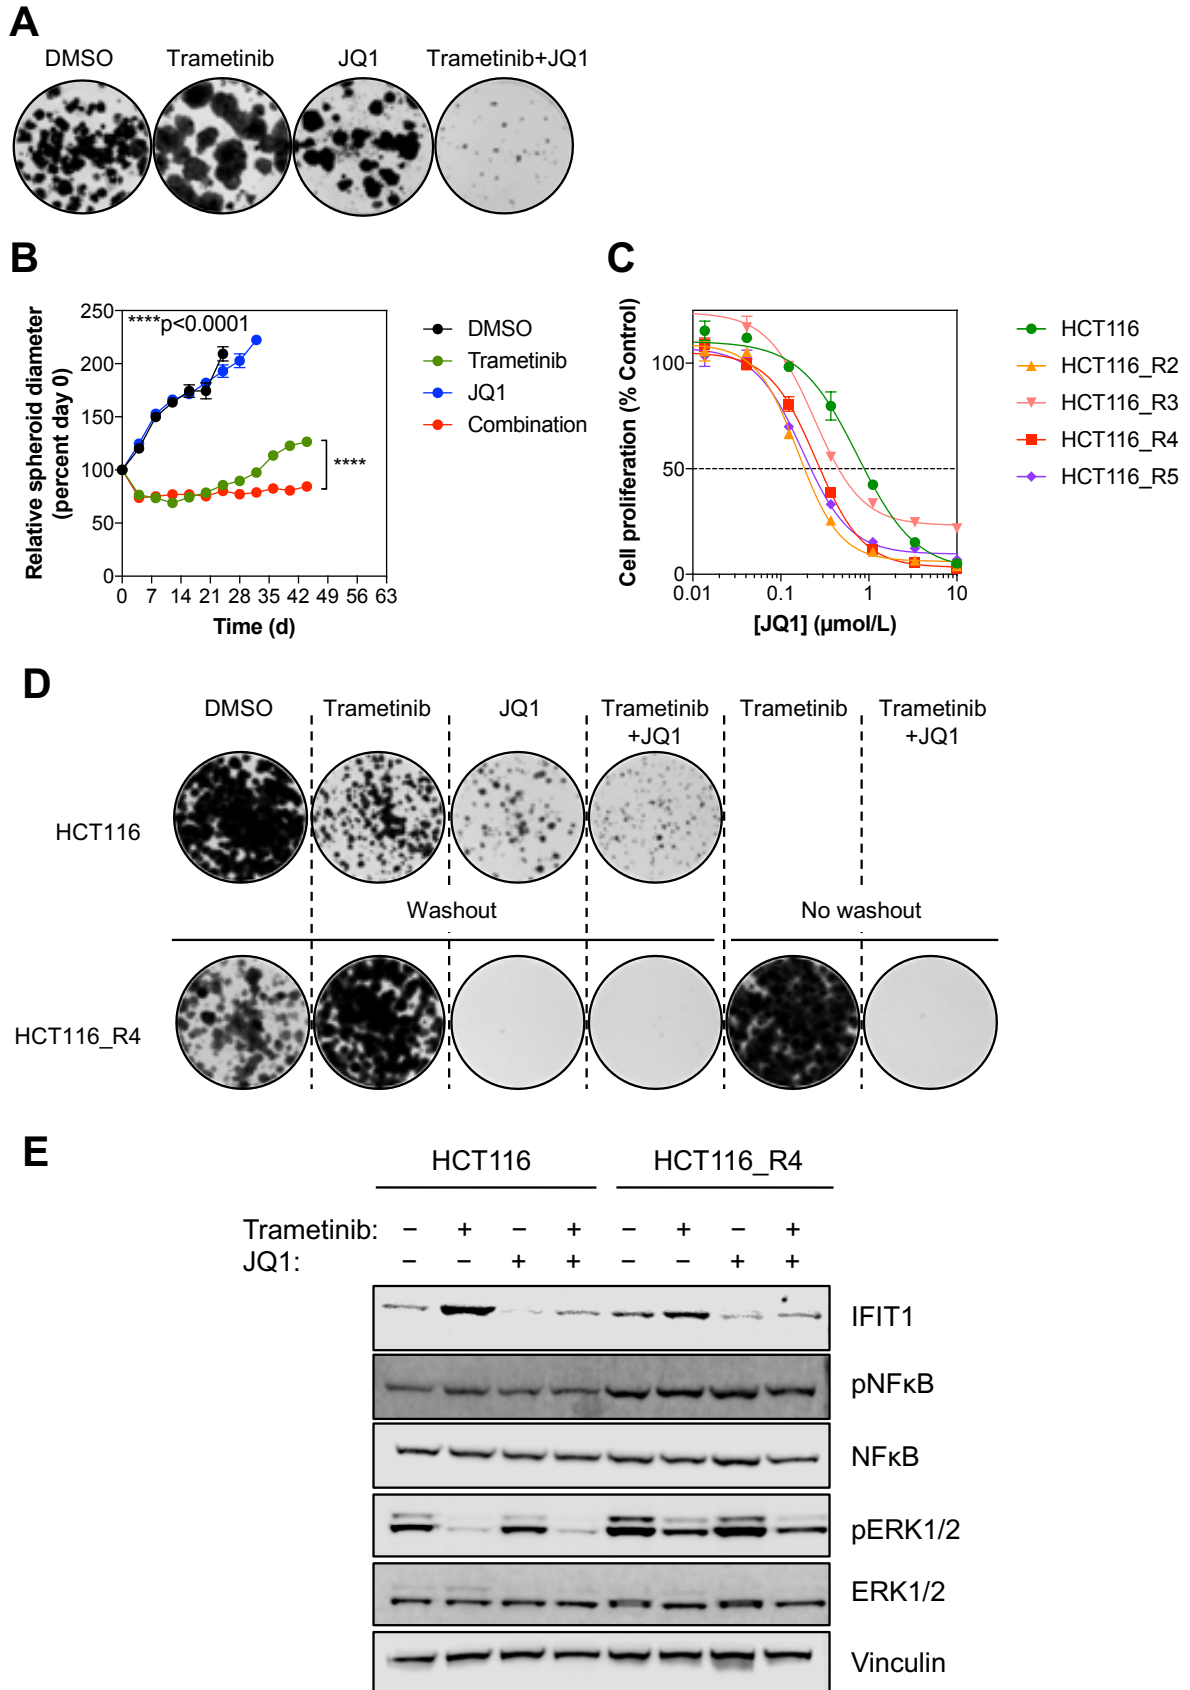 A
DMSO Trametinib JQ1 Trametinib+JQ1
B
Relative spheroid diameter
(percent day 0)
250
200
150
100
50
0
****p<0.0001
****
0 7 14 21 28 35 42 49 56 63
Time (d)
DMSO
Trametinib
JQ1
Combination
C
Cell proliferation (% Control)
100
50
0
0.01 0.1 1 10
[JQ1] (µmol/L)
HCT116
HCT116_R2
HCT116_R3
HCT116_R4
HCT116_R5
D
DMSO Trametinib JQ1 Trametinib Trametinib Trametinib
+JQ1 +JQ1
HCT116
Washout No washout
HCT116_R4
E
HCT116 HCT116_R4
Trametinib: – + – + – + – +
JQ1: – – + + – – + +
IFIT1
pNFκB
NFκB
pERK1/2
ERK1/2
Vinculin